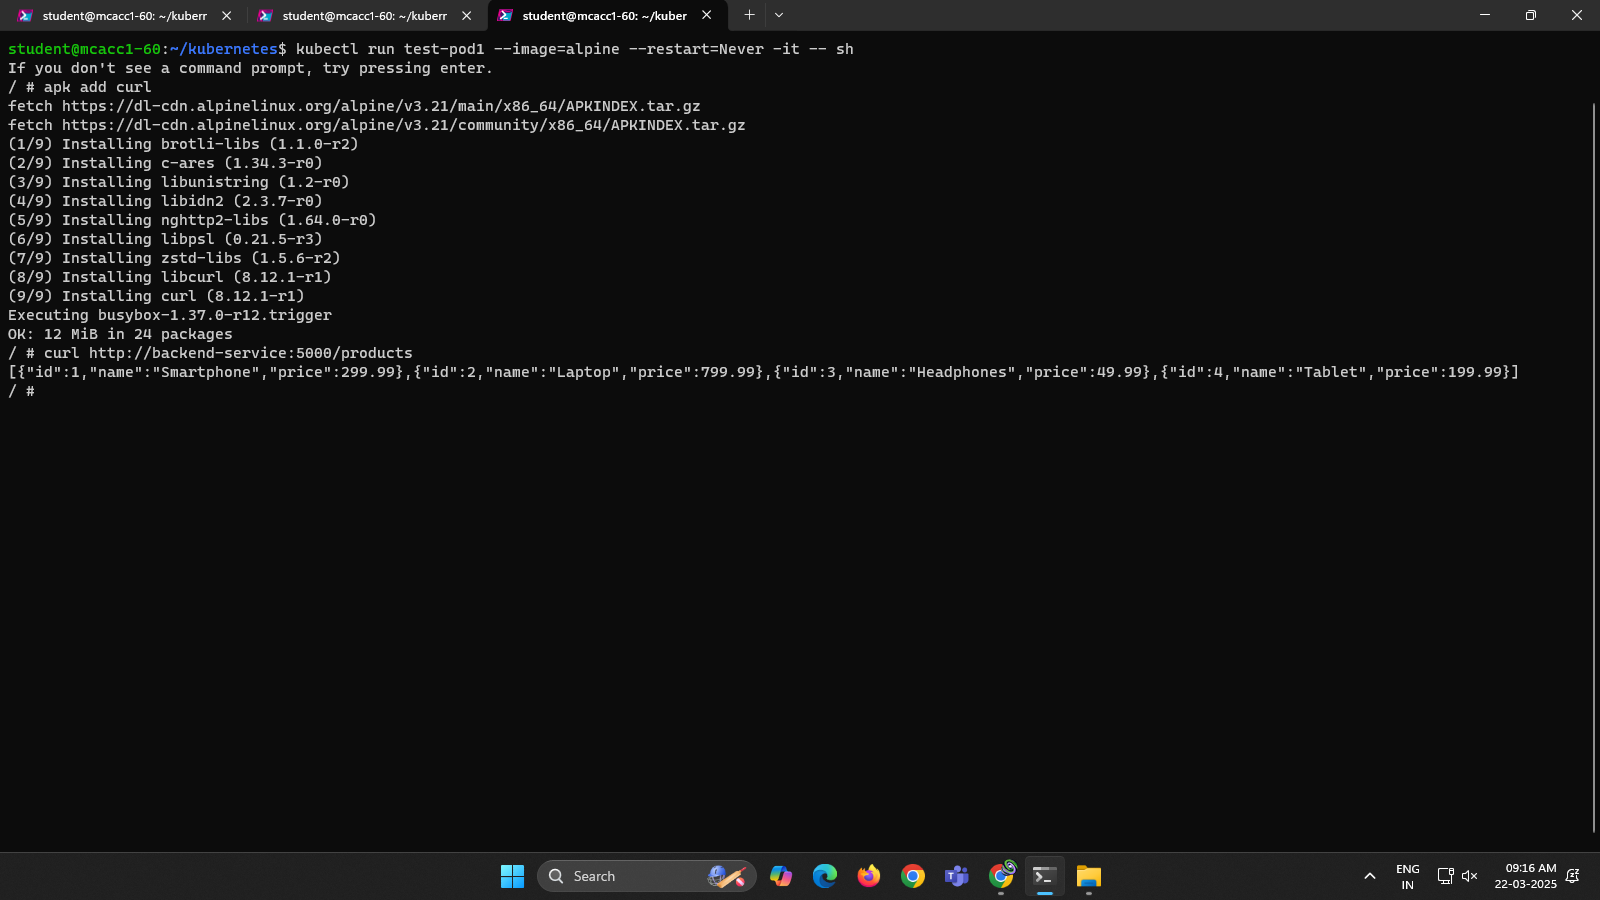 student@mcacc1-60: ~/kuberr
student@mcacc1-60: ~/kuberr
student@mcacc1-60: ~/kuber
student@mcacc1-60:~/kubernetes$ kubectl run test-pod1 --image=alpine --restart=Never -it -- sh
If you don't see a command prompt, try pressing enter.
/ # apk add curl
fetch https://dl-cdn.alpinelinux.org/alpine/v3.21/main/x86_64/APKINDEX.tar.gz
fetch https://dl-cdn.alpinelinux.org/alpine/v3.21/community/x86_64/APKINDEX.tar.gz
(1/9) Installing brotli-libs (1.1.0-r2)
(2/9) Installing c-ares (1.34.3-r0)
(3/9) Installing libunistring (1.2-r0)
(4/9) Installing libidn2 (2.3.7-r0)
(5/9) Installing nghttp2-libs (1.64.0-r0)
(6/9) Installing libpsl (0.21.5-r3)
(7/9) Installing zstd-libs (1.5.6-r2)
(8/9) Installing libcurl (8.12.1-r1)
(9/9) Installing curl (8.12.1-r1)
Executing busybox-1.37.0-r12.trigger
OK: 12 MiB in 24 packages
/ # curl http://backend-service:5000/products
[{"id":1,"name":"Smartphone","price":299.99},{"id":2,"name":"Laptop","price":799.99},{"id":3,"name":"Headphones","price":49.99},{"id":4,"name":"Tablet","price":199.99}]
/ #
Search
ENG
IN
09:16 AM
22-03-2025